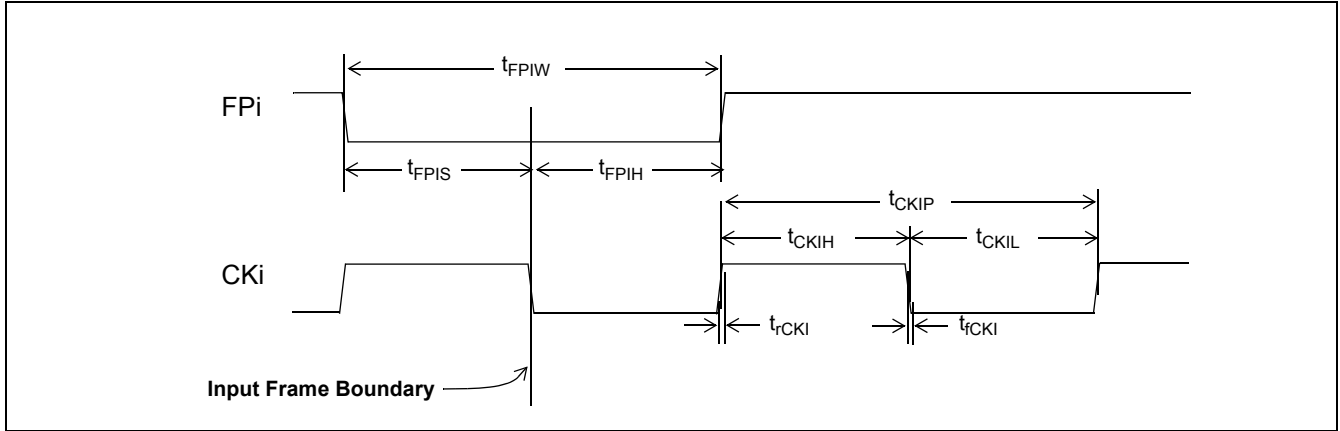 tFPIW
FPi
tFPIS tFPIH
tCKIP
tCKIH tCKIL
CKi
trCKI tfCKI
Input Frame Boundary